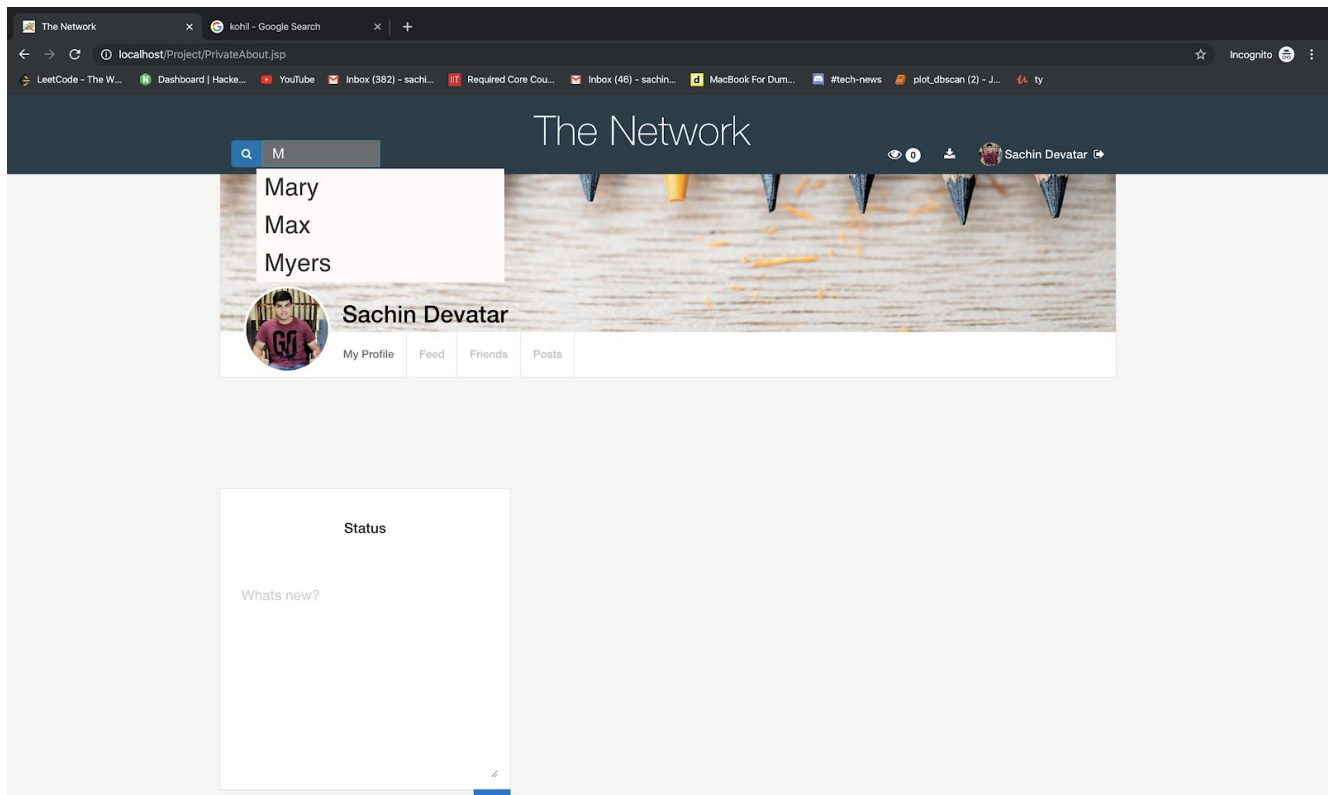 The Network
kohil - Google Search
localhost/Project/PrivateAbout.jsp
Incognito
LeetCode - The W...
Dashboard | Hacke...
YouTube
Inbox (382) - sachi...
Required Core Cou...
Inbox (46) - sachin...
MacBook For Dum...
#tech-news
plot_dbscan (2) - J...
ty
The Network
M
0
Sachin Devatar
Mary
Max
Myers
Sachin Devatar
My Profile
Feed
Friends
Posts
Status
Whats new?